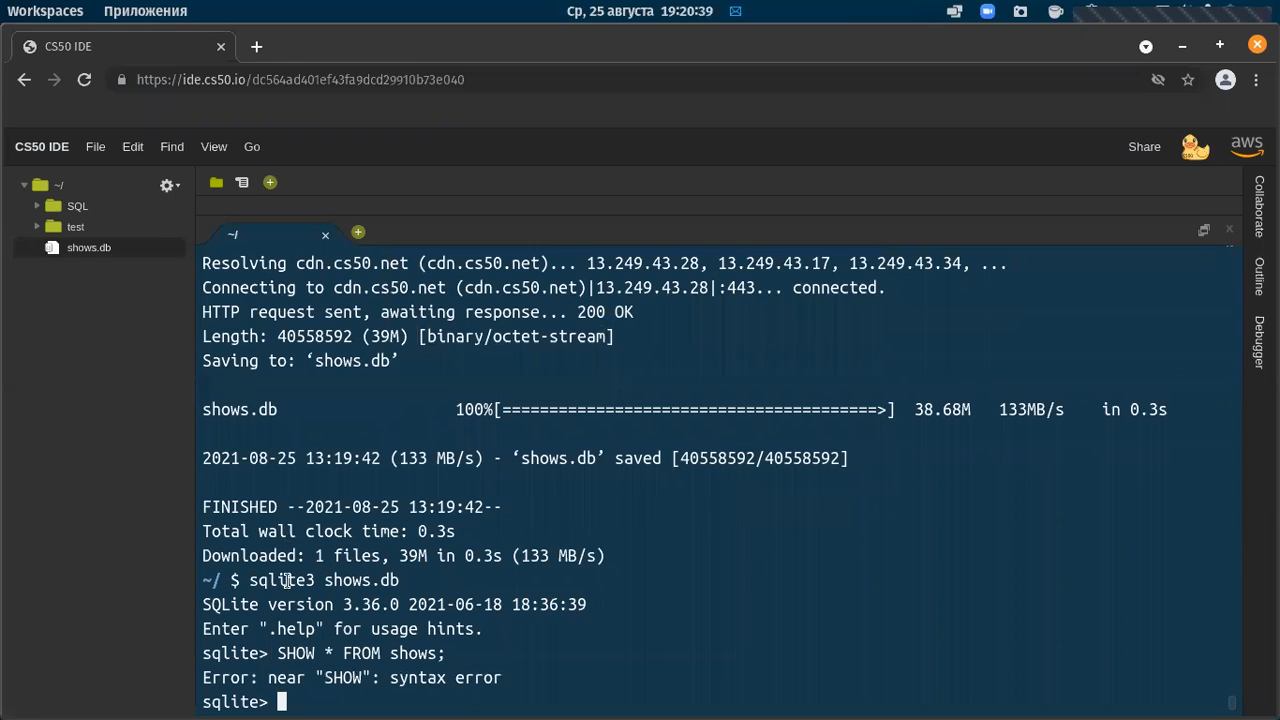 Workspaces Приложения Ср, 25 августа 19:20:39
CS50 IDE
https://ide.cs50.io/dc564ad401ef43fa9dcd29910b73e040
CS50 IDE File Edit Find View Go Share aws
~/
SQL
test
shows.db
~/
Collaborate
Outline
Debugger
Resolving cdn.cs50.net (cdn.cs50.net)... 13.249.43.28, 13.249.43.17, 13.249.43.34, ...
Connecting to cdn.cs50.net (cdn.cs50.net)|13.249.43.28|:443... connected.
HTTP request sent, awaiting response... 200 OK
Length: 40558592 (39M) [binary/octet-stream]
Saving to: ‘shows.db’
shows.db 100%[========================================>] 38.68M 133MB/s in 0.3s
2021-08-25 13:19:42 (133 MB/s) - ‘shows.db’ saved [40558592/40558592]
FINISHED --2021-08-25 13:19:42--
Total wall clock time: 0.3s
Downloaded: 1 files, 39M in 0.3s (133 MB/s)
~/ $ sqlite3 shows.db
SQLite version 3.36.0 2021-06-18 18:36:39
Enter ".help" for usage hints.
sqlite> SHOW * FROM shows;
Error: near "SHOW": syntax error
sqlite>